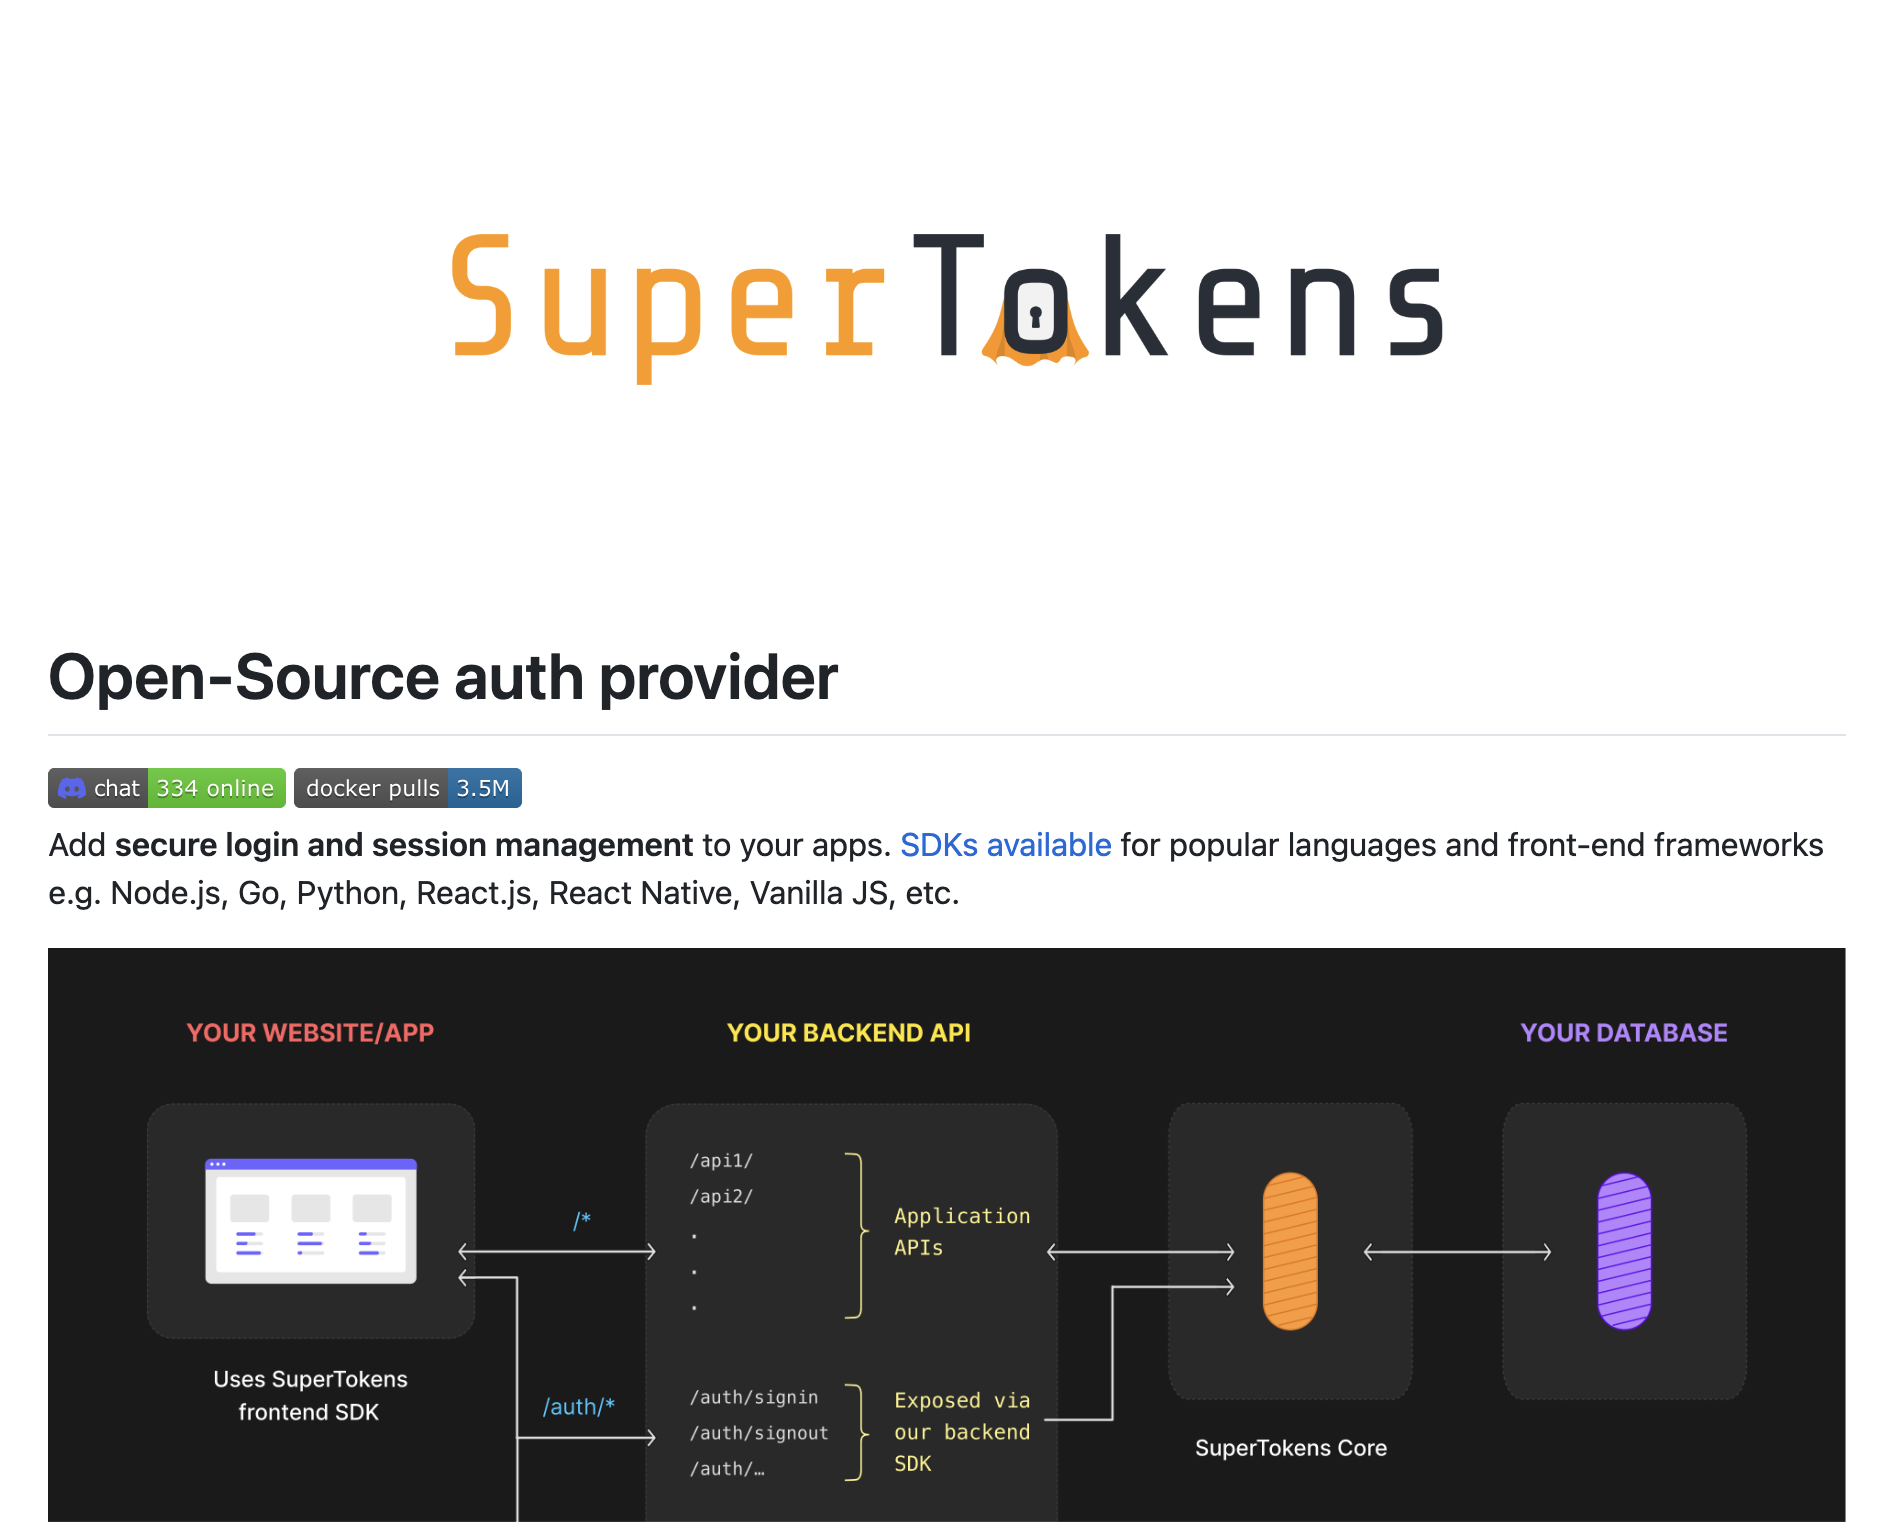 SuperTokens
Open-Source auth provider
chat 334 online docker pulls 3.5M
Add secure login and session management to your apps. SDKs available for popular languages and front-end frameworks
e.g. Node.js, Go, Python, React.js, React Native, Vanilla JS, etc.
YOUR WEBSITE/APP
YOUR BACKEND API
YOUR DATABASE
/*
/api1/
/api2/
.
.
.
Application
APIs
Uses SuperTokens
frontend SDK
/auth/*
/auth/signin
/auth/signout
/auth/…
Exposed via
our backend
SDK
SuperTokens Core